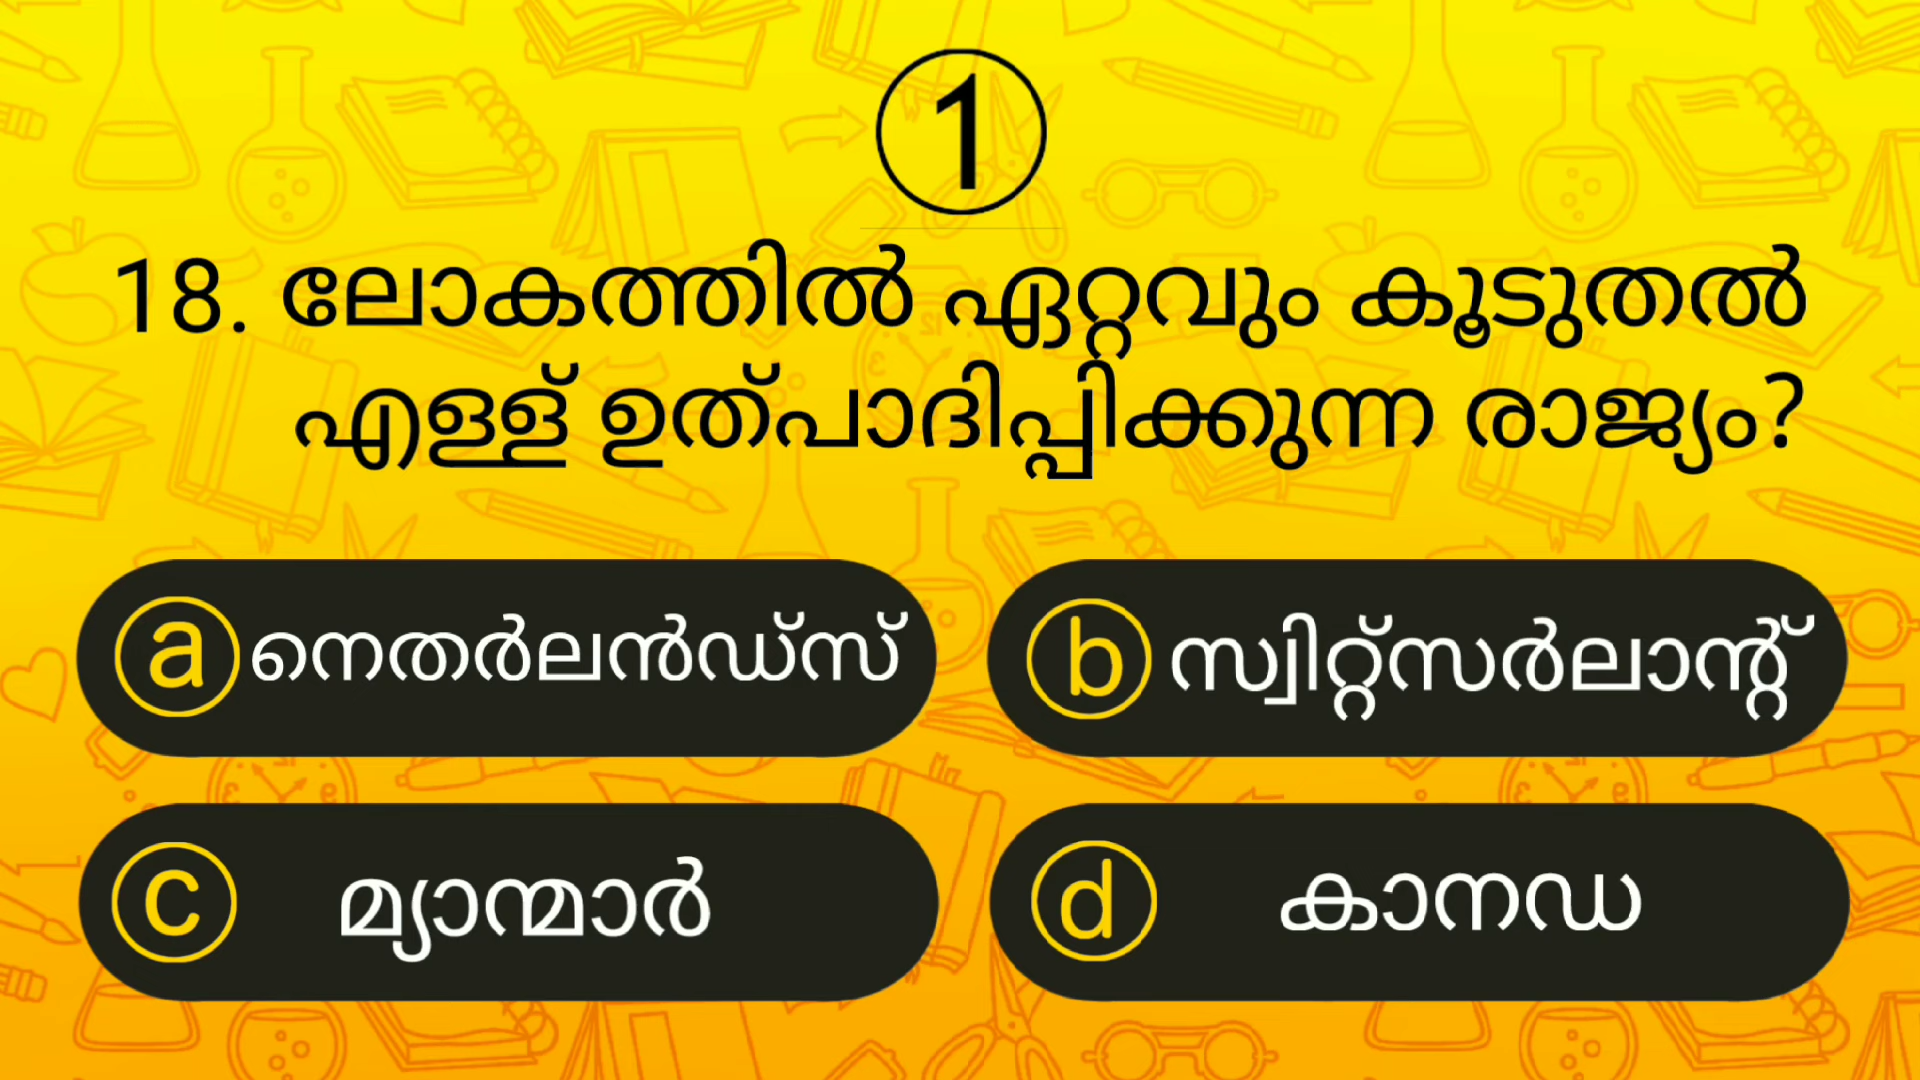 1
18. ലോകത്തിൽ ഏറ്റവും കൂടുതൽ
എള്ള് ഉത്പാദിപ്പിക്കുന്ന രാജ്യം?
a നെതർലൻഡ്സ്
b സ്വിറ്റ്സർലാന്റ്
c മ്യാന്മാർ
d കാനഡ